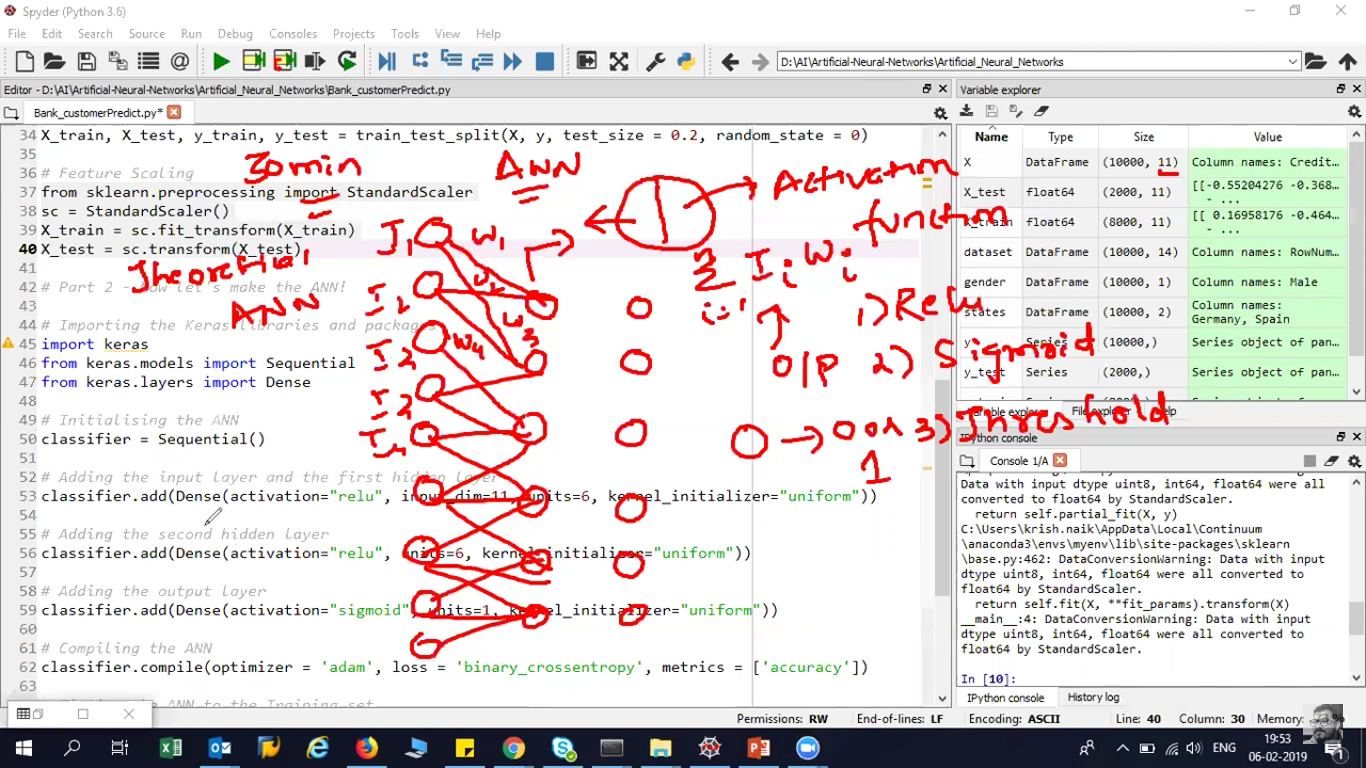 Spyder (Python 3.6)
File Edit Search Source Run Debug Consoles Projects Tools View Help
D:\AI\Artificial-Neural-Networks\Artificial_Neural_Networks
Editor - D:\AI\Artificial-Neural-Networks\Artificial_Neural_Networks\Bank_customerPredict.py
Bank_customerPredict.py*
34 X_train, X_test, y_train, y_test = train_test_split(X, y, test_size = 0.2, random_state = 0)
35
36 # Feature Scaling
37 from sklearn.preprocessing import StandardScaler
38 sc = StandardScaler()
39 X_train = sc.fit_transform(X_train)
40 X_test = sc.transform(X_test)
41
42 # Part 2 - Now let's make the ANN!
43
44 # Importing the Keras libraries and packages
45 import keras
46 from keras.models import Sequential
47 from keras.layers import Dense
48
49 # Initialising the ANN
50 classifier = Sequential()
51
52 # Adding the input layer and the first hidden layer
53 classifier.add(Dense(activation="relu", input_dim=11, units=6, kernel_initializer="uniform"))
54
55 # Adding the second hidden layer
56 classifier.add(Dense(activation="relu", units=6, kernel_initializer="uniform"))
57
58 # Adding the output layer
59 classifier.add(Dense(activation="sigmoid", units=1, kernel_initializer="uniform"))
60
61 # Compiling the ANN
62 classifier.compile(optimizer = 'adam', loss = 'binary_crossentropy', metrics = ['accuracy'])
63
30min
ANN
Activation
function
Theoretical
ANN
I1 W1
I2 W2
W3
I2 W4
I2
I4
Σ Ii Wi
i=1
1) Relu
O/P 2) Sigmoid
0 or 3) Threshold
1
Variable explorer
Name Type Size Value
X DataFrame (10000, 11) Column names: Credit...
X_test float64 (2000, 11) [[-0.55204276 -0.368...
- ...
X_train float64 (8000, 11) [[ 0.16958176 -0.464...
- ...
dataset DataFrame (10000, 14) Column names: RowNum...
gender DataFrame (10000, 1) Column names: Male
states DataFrame (10000, 2) Column names: Germany, Spain
y Series (10000,) Series object of pan...
y_test Series (2000,) Series object of pan...
Variable explorer File explorer Help
IPython console
Console 1/A
Data with input dtype uint8, int64, float64 were all
converted to float64 by StandardScaler.
return self.partial_fit(X, y)
C:\Users\krish.naik\AppData\Local\Continuum
\anaconda3\envs\myenv\lib\site-packages\sklearn
\base.py:462: DataConversionWarning: Data with input
dtype uint8, int64, float64 were all converted to
float64 by StandardScaler.
return self.fit(X, **fit_params).transform(X)
__main__:4: DataConversionWarning: Data with input
dtype uint8, int64, float64 were all converted to
float64 by StandardScaler.
In [10]:
IPython console History log
Permissions: RW End-of-lines: LF Encoding: ASCII Line: 40 Column: 30 Memory: %
ENG 19:53
06-02-2019